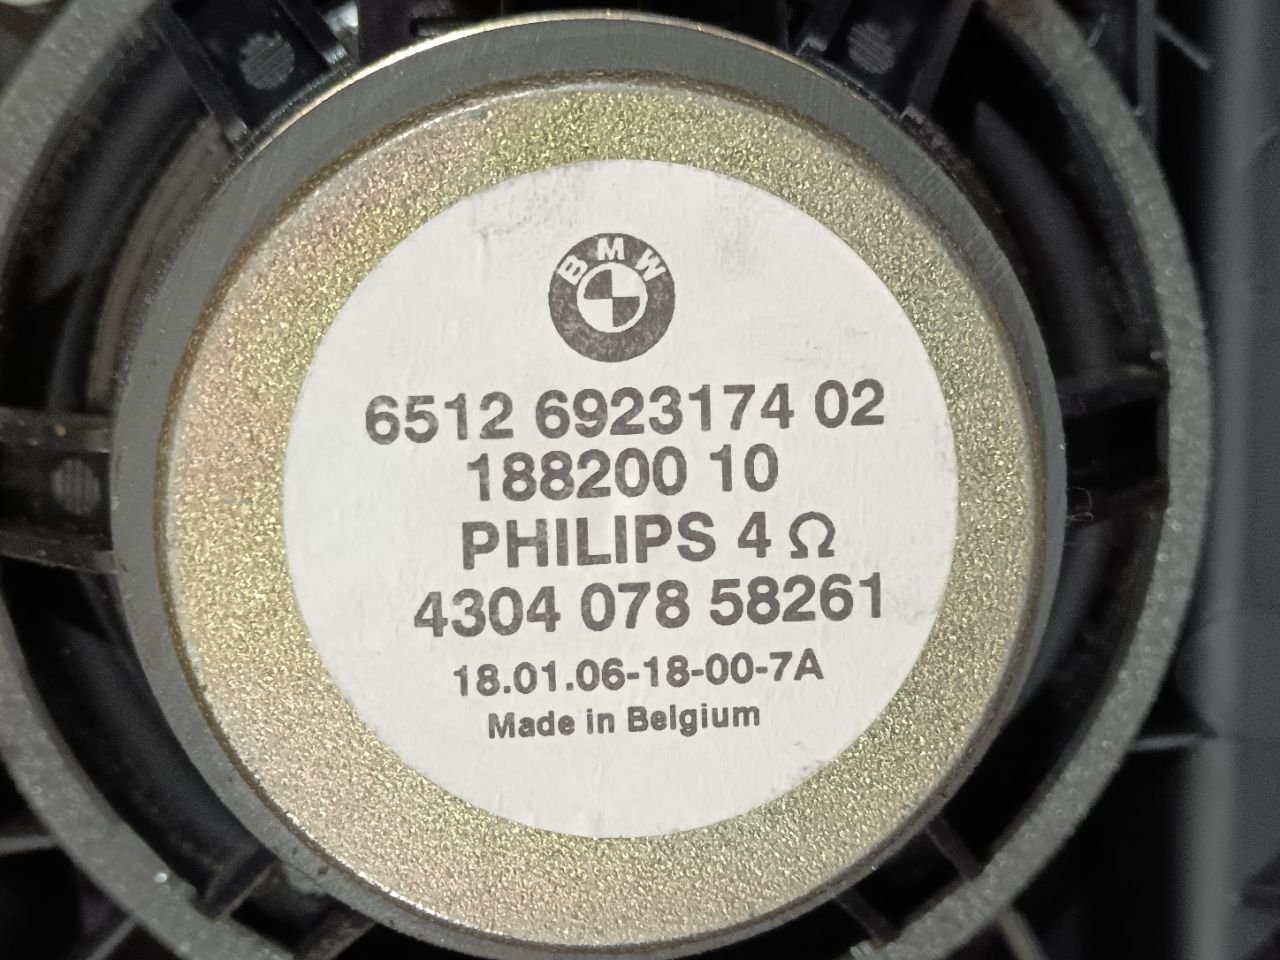 BMW
6512 6923174 02
188200 10
PHILIPS 4 Ω
4304 078 58261
18.01.06-18-00-7A
Made in Belgium